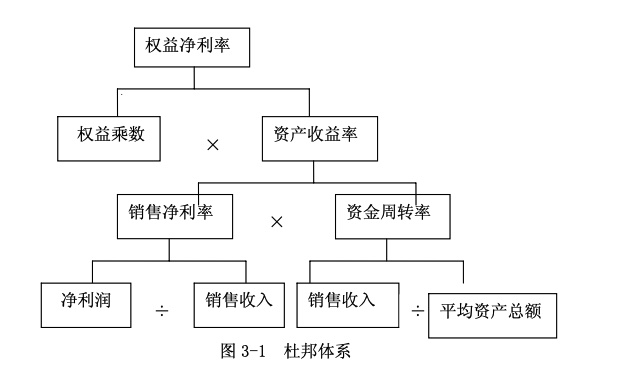 权益净利率
权益乘数 × 资产收益率
销售净利率 × 资金周转率
净利润 ÷ 销售收入 销售收入 ÷ 平均资产总额
图 3-1 杜邦体系